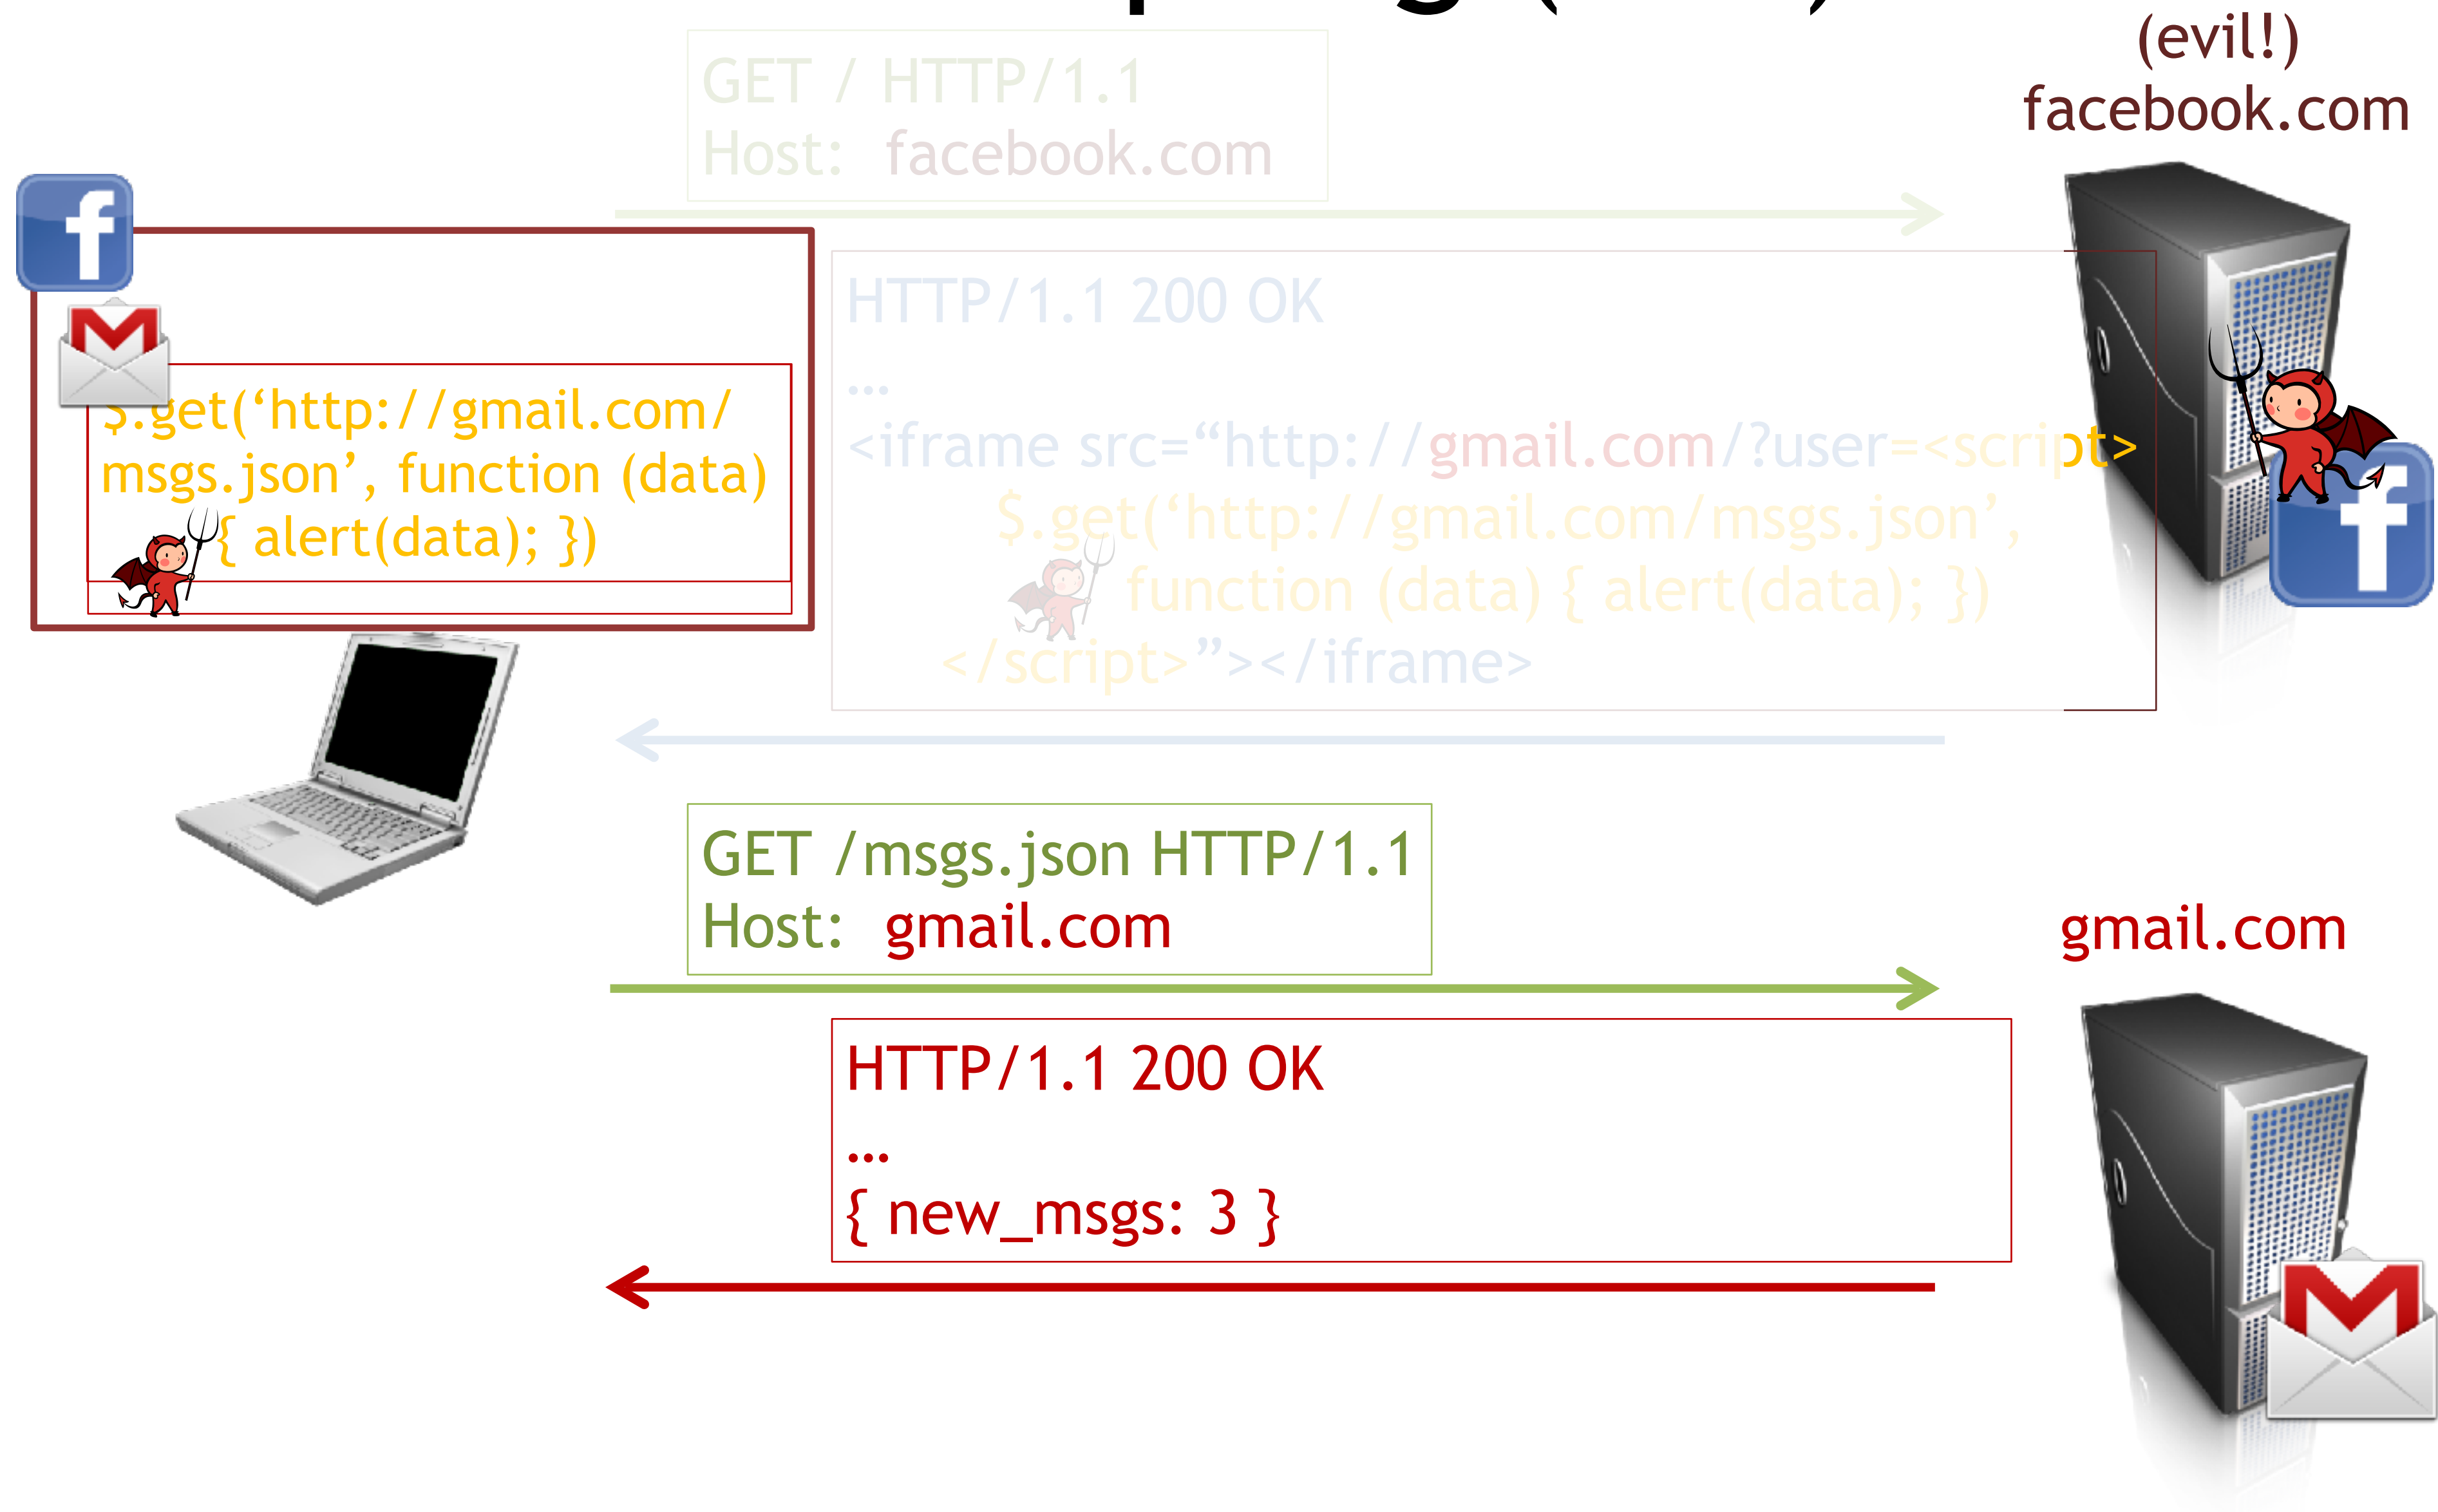 (evil!)
facebook.com
GET / HTTP/1.1
Host: facebook.com
HTTP/1.1 200 OK
…
<iframe src=“http://gmail.com/?user=<script>
$.get(‘http://gmail.com/msgs.json’,
function (data) { alert(data); })
</script>”></iframe>
$.get(‘http://gmail.com/
msgs.json’, function (data)
{ alert(data); })
GET /msgs.json HTTP/1.1
Host: gmail.com
gmail.com
HTTP/1.1 200 OK
…
{ new_msgs: 3 }